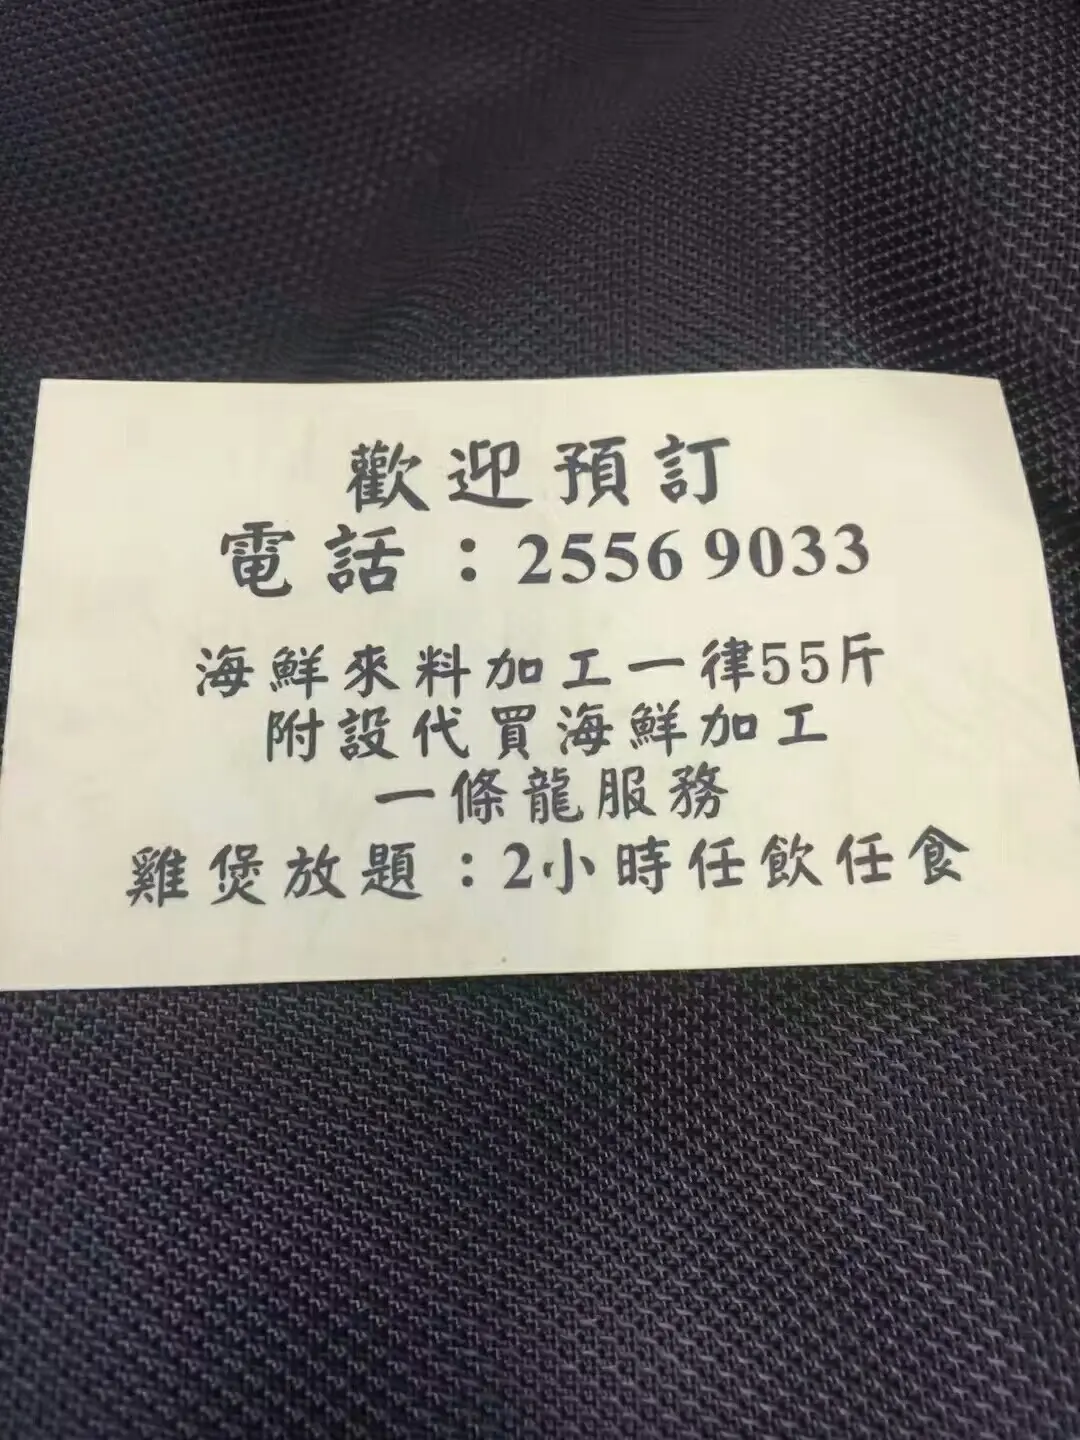 歡迎預訂
電話：2556 9033
海鮮來料加工一律55斤
附設代買海鮮加工
一條龍服務
雞煲放題：2小時任飲任食